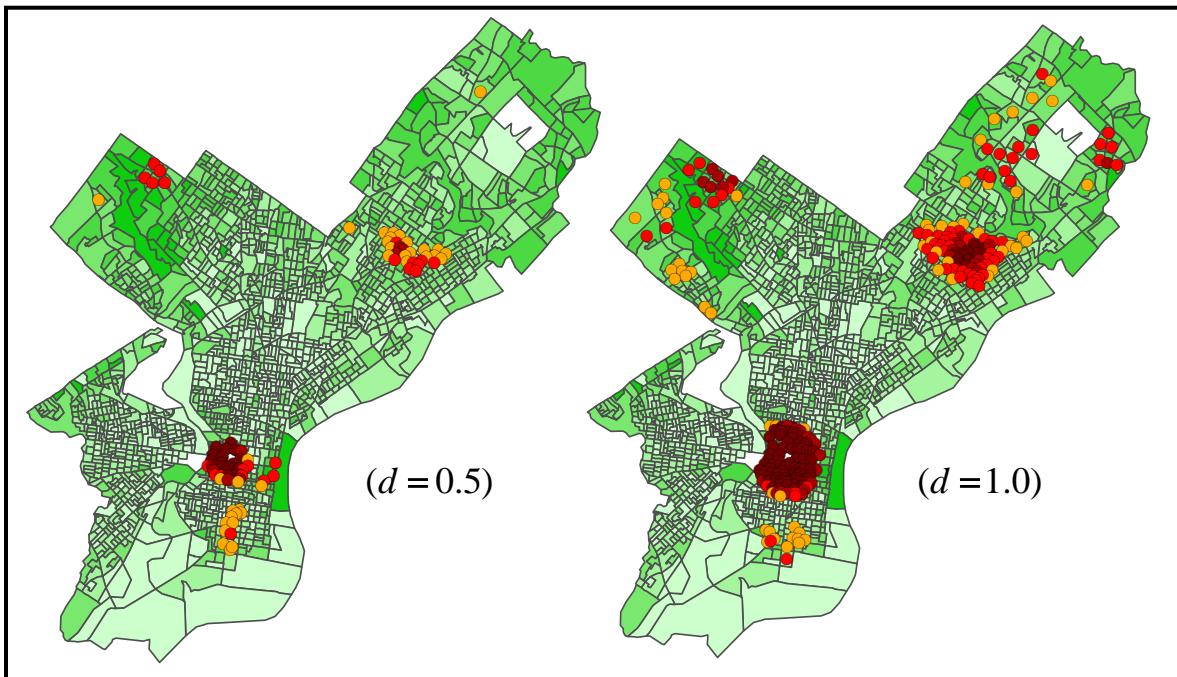 (d = 0.5)
(d = 1.0)